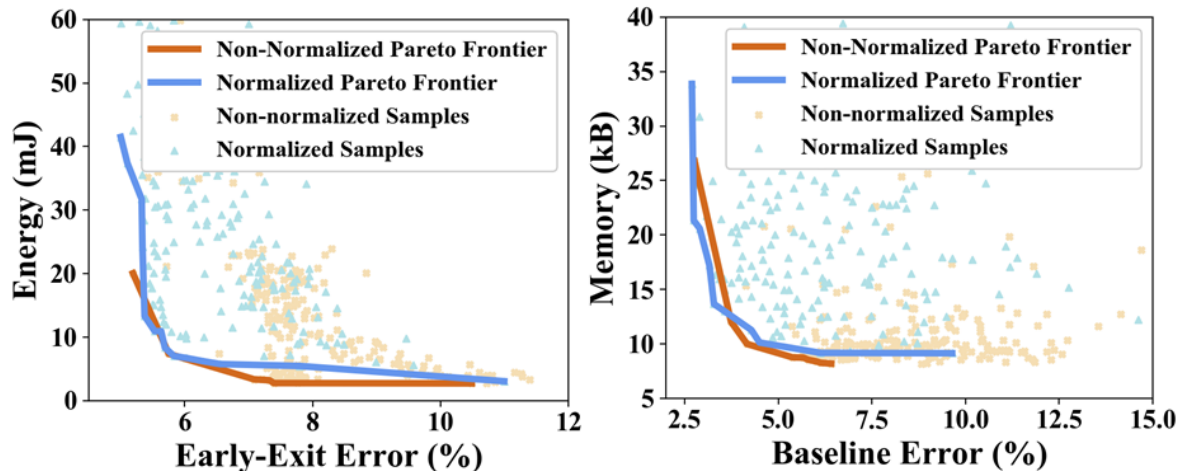 60
50
40
30
20
10
0
Energy (mJ)
Non-Normalized Pareto Frontier
Normalized Pareto Frontier
Non-normalized Samples
Normalized Samples
6
8
10
12
Early-Exit Error (%)
40
35
30
25
20
15
10
5
Memory (kB)
Non-Normalized Pareto Frontier
Normalized Pareto Frontier
Non-normalized Samples
Normalized Samples
2.5
5.0
7.5
10.0
12.5
15.0
Baseline Error (%)